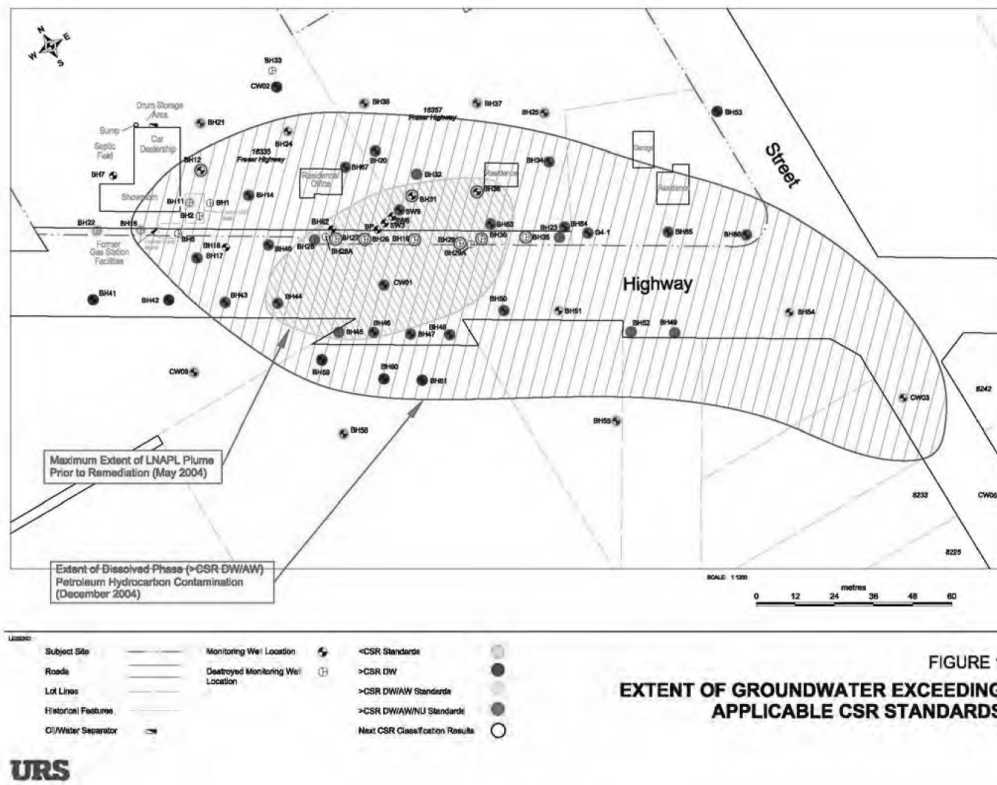 N
E
W
S
BH33
CW02
Drum Storage
Area
Sump
Septic
Field
Car
Dealership
BH21
BH36
BH37
BH25
BH53
16357
Fraser Highway
BH24
16335
Fraser Highway
BH20
BH12
BH7
BH67
Residence/
Office
BH32
Residence
BH34
Garage
Residence
Street
Showroom
BH11
BH1
BH2
BH14
BH31
BH38
SW9
BH22
BH16
BH5
BH18
BH62
BH63
BH23
BH64
BH65
BH66
Former
Gas Station
Facilities
BH40
BH28
BH27
BH28A
BH26
BH19
BH29
BH29A
BH30
BH35
BH17
CW01
Highway
BH41
BH42
BH43
BH44
BH50
BH51
BH54
BH45
BH46
BH47
BH48
BH52
BH49
BH59
BH60
BH61
CW08
CW03
8242
BH58
BH55
Maximum Extent of LNAPL Plume
Prior to Remediation (May 2004)
8232
8225
Extent of Dissolved Phase (>CSR DW/AW)
Petroleum Hydrocarbon Contamination
(December 2004)
SCALE: 1:1200
metres
0 12 24 36 48 60
LEGEND
Subject Site
Monitoring Well Location
<CSR Standards
Roads
Destroyed Monitoring Well
Location
>CSR DW
Lot Lines
>CSR DW/AW Standards
Historical Features
>CSR DW/AW/NU Standards
Oil/Water Separator
Next CSR Classification Results
FIGURE
EXTENT OF GROUNDWATER EXCEEDING
APPLICABLE CSR STANDARDS
URS